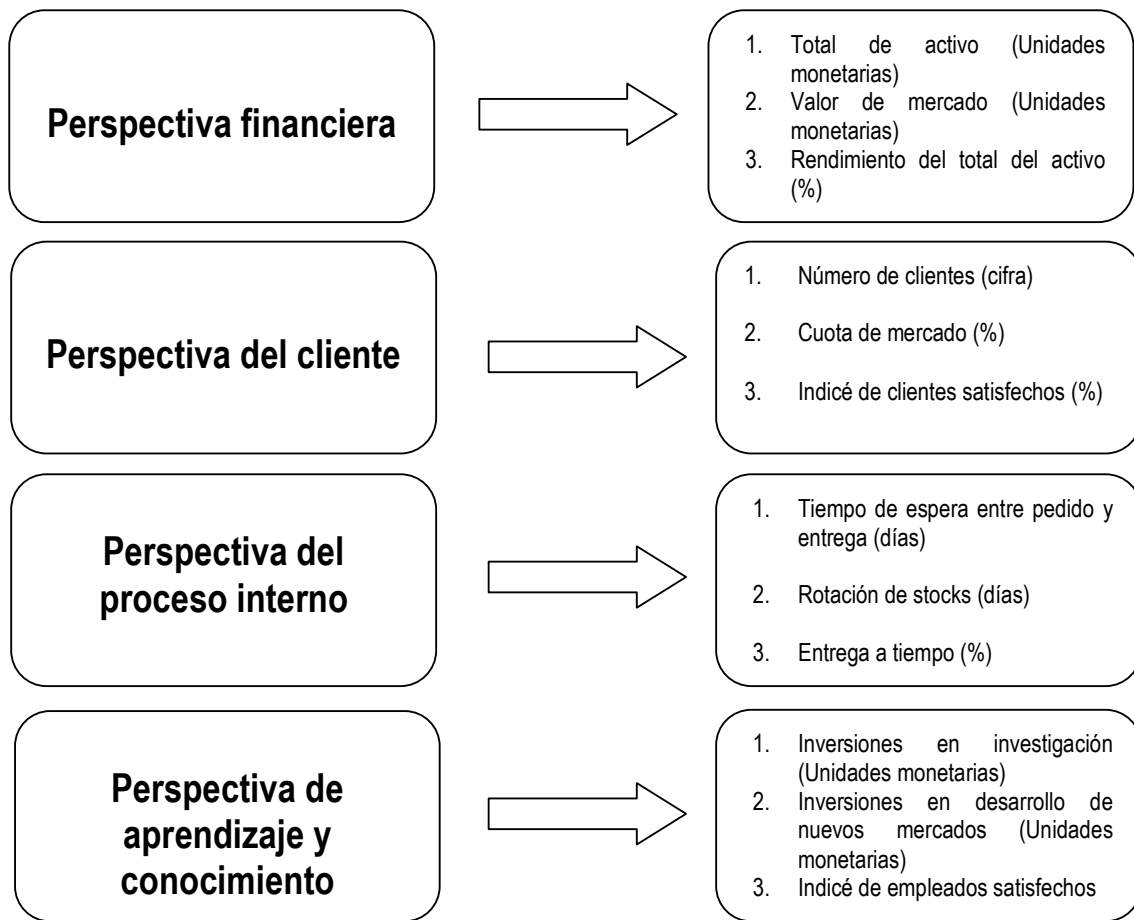 Perspectiva financiera
1. Total de activo (Unidades
monetarias)
2. Valor de mercado (Unidades
monetarias)
3. Rendimiento del total del activo
(%)
Perspectiva del cliente
1. Número de clientes (cifra)
2. Cuota de mercado (%)
3. Indicé de clientes satisfechos (%)
Perspectiva del
proceso interno
1. Tiempo de espera entre pedido y
entrega (días)
2. Rotación de stocks (días)
3. Entrega a tiempo (%)
Perspectiva de
aprendizaje y
conocimiento
1. Inversiones en investigación
(Unidades monetarias)
2. Inversiones en desarrollo de
nuevos mercados (Unidades
monetarias)
3. Indicé de empleados satisfechos